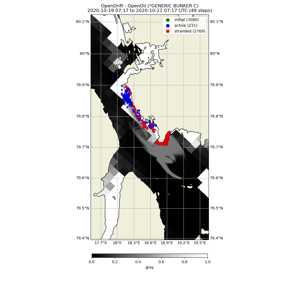 OpenDrift - OpenOil (*GENERIC BUNKER C)
2020-10-19 07:17 to 2020-10-21 07:17 UTC (49 steps)
initial (3000)
active (231)
stranded (2769)
80.1°N 80.1°N
80°N 80°N
79.9°N 79.9°N
79.8°N 79.8°N
79.7°N 79.7°N
79.6°N 79.6°N
79.5°N 79.5°N
79.4°N 79.4°N
17.7°E 18°E 18.3°E 18.6°E 18.9°E 19.2°E 19.5°E
0.0 0.2 0.4 0.6 0.8 1.0
grey